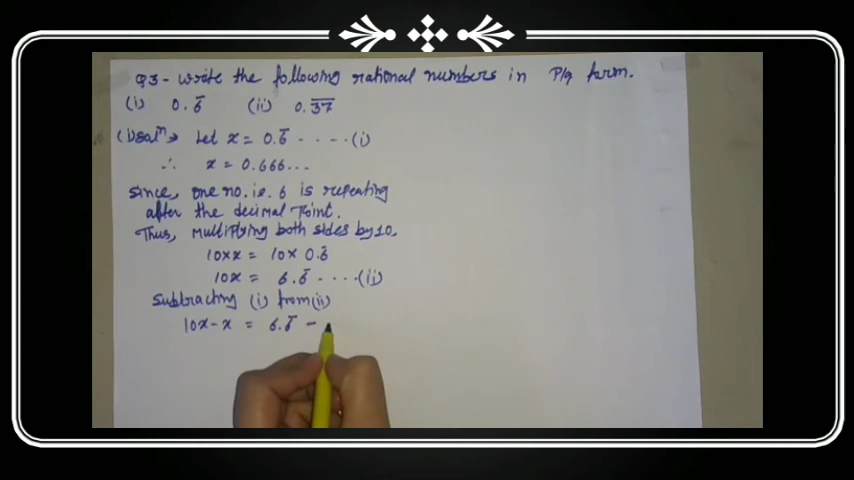 Q3- Write the following rational numbers in P/q form.
(i) 0.6̅ (ii) 0.3̅7̅
(i) Solⁿ → Let x = 0.6̅ - - - - - (i)
∴ x = 0.666...
Since, one no. i.e. 6 is repeating
after the decimal Point.
Thus, multiplying both sides by 10,
10×x = 10× 0.6̅
10x = 6.6̅ - - - - (ii)
Subtracting (i) from (ii)
10x - x = 6.6̅ -